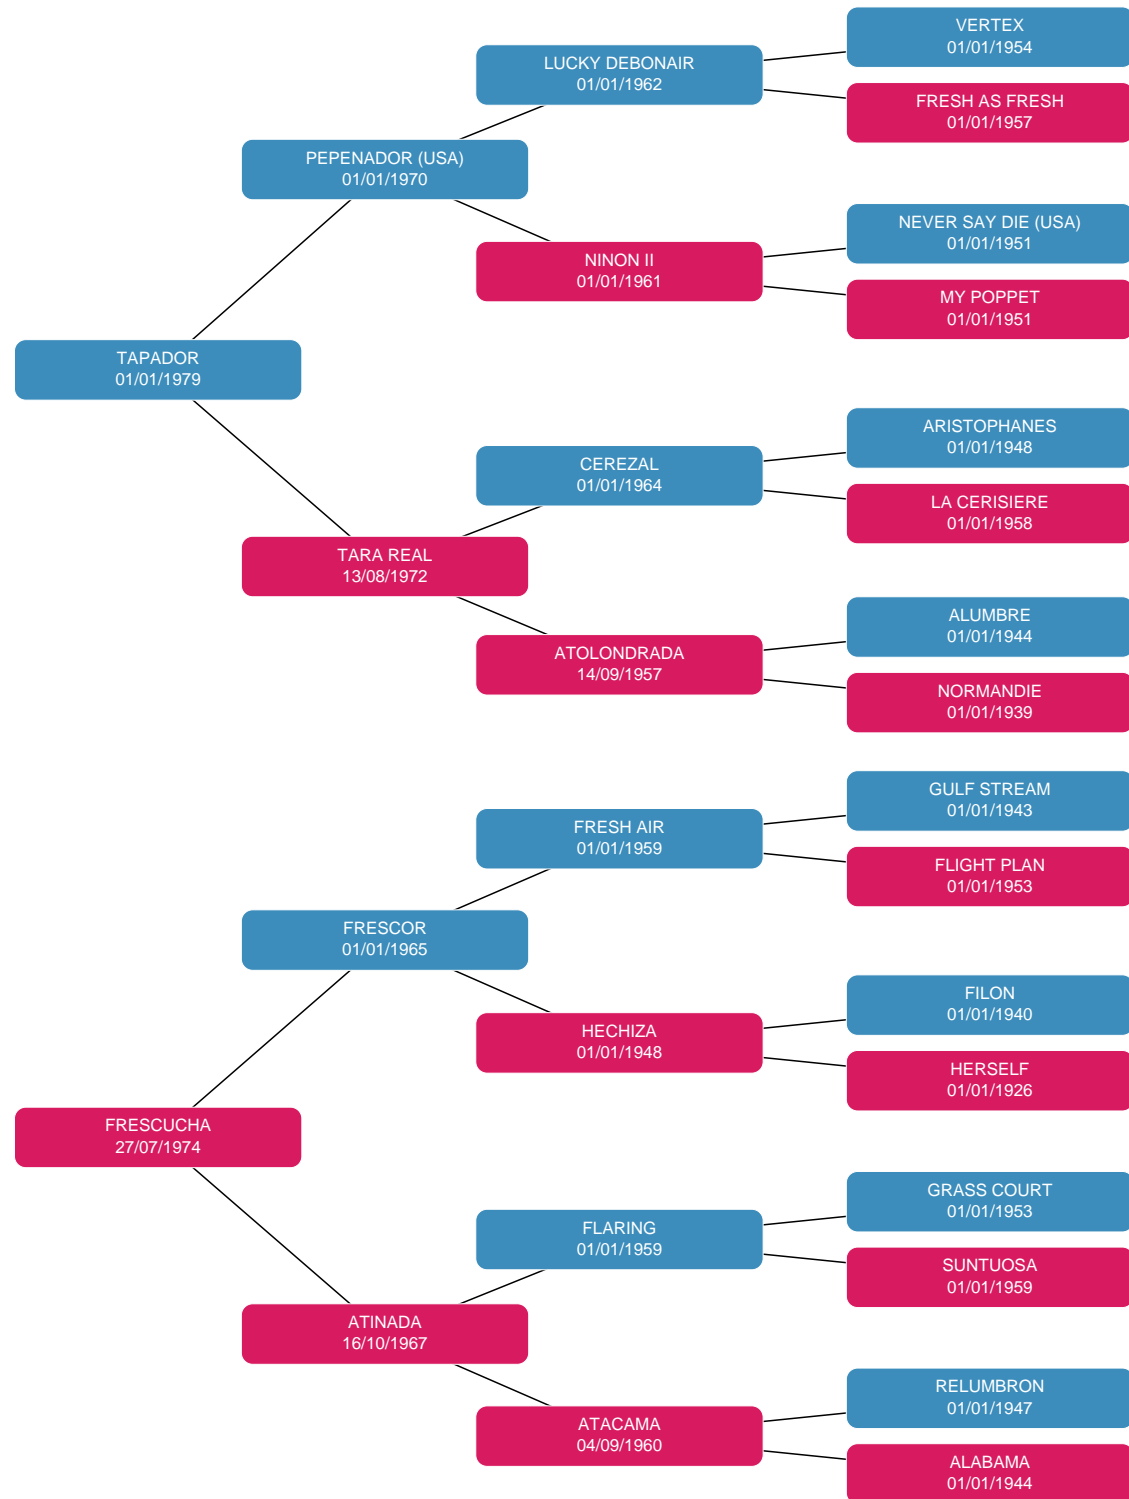 VERTEX
01/01/1954
LUCKY DEBONAIR
01/01/1962
FRESH AS FRESH
01/01/1957
PEPENADOR (USA)
01/01/1970
NEVER SAY DIE (USA)
01/01/1951
NINON II
01/01/1961
MY POPPET
01/01/1951
TAPADOR
01/01/1979
ARISTOPHANES
01/01/1948
CEREZAL
01/01/1964
LA CERISIERE
01/01/1958
TARA REAL
13/08/1972
ALUMBRE
01/01/1944
ATOLONDRADA
14/09/1957
NORMANDIE
01/01/1939
GULF STREAM
01/01/1943
FRESH AIR
01/01/1959
FLIGHT PLAN
01/01/1953
FRESCOR
01/01/1965
FILON
01/01/1940
HECHIZA
01/01/1948
HERSELF
01/01/1926
FRESCUCHA
27/07/1974
GRASS COURT
01/01/1953
FLARING
01/01/1959
SUNTUOSA
01/01/1959
ATINADA
16/10/1967
RELUMBRON
01/01/1947
ATACAMA
04/09/1960
ALABAMA
01/01/1944